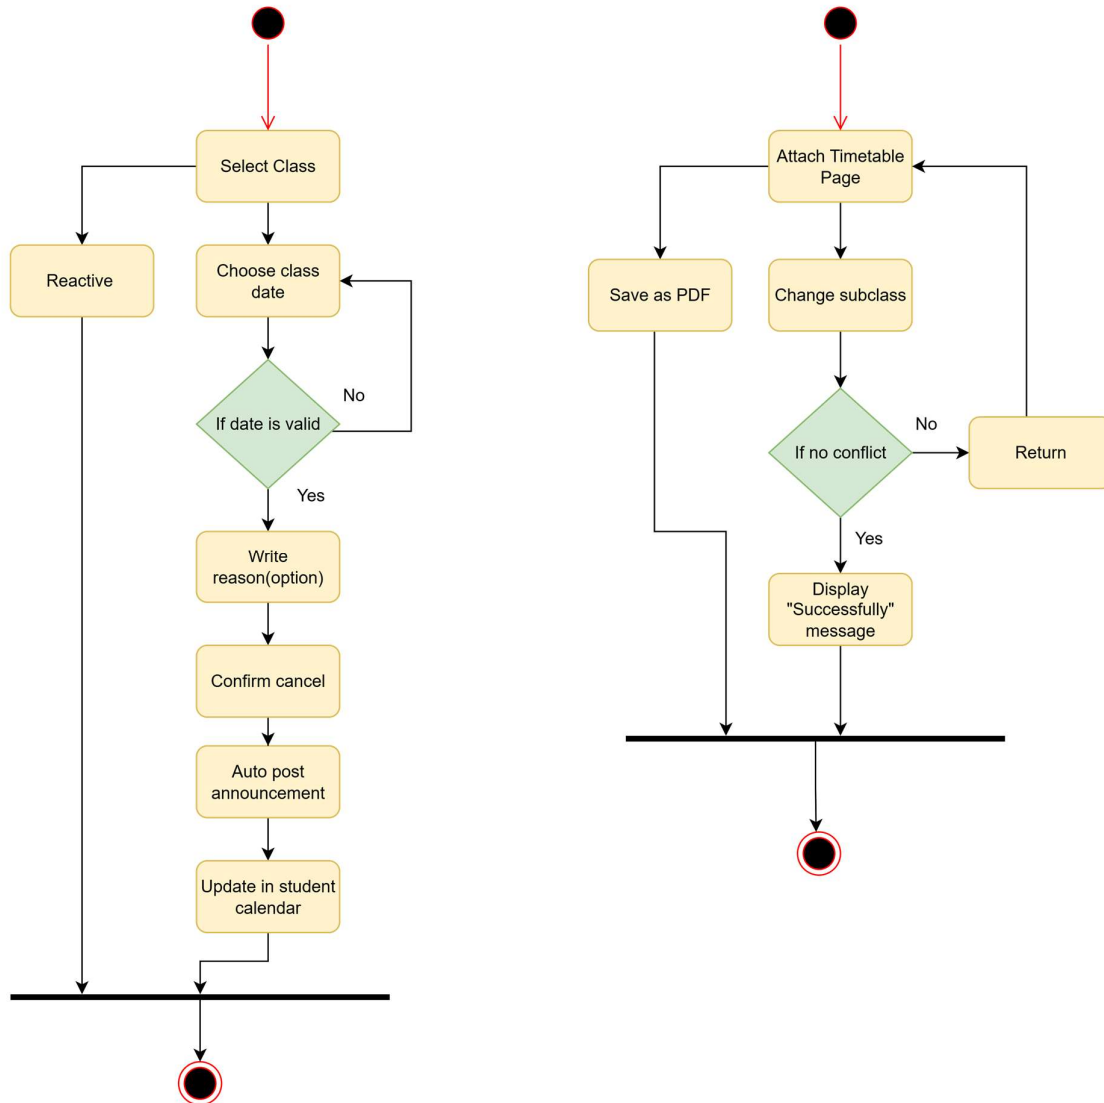 Select Class
Reactive
Choose class
date
If date is valid
No
Yes
Write
reason(option)
Confirm cancel
Auto post
announcement
Update in student
calendar
Attach Timetable
Page
Save as PDF
Change subclass
If no conflict
No
Return
Yes
Display
"Successfully"
message